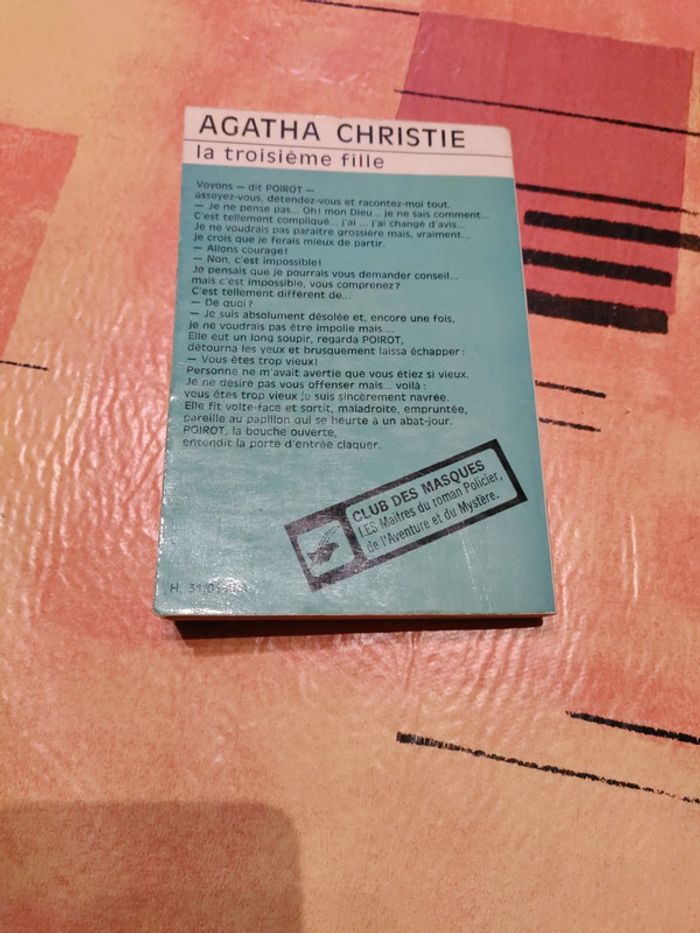 AGATHA CHRISTIE
la troisième fille
Voyons — dit POIROT —
asseyez-vous, détendez-vous et racontez-moi tout.
— Je ne pense pas... Oh! mon Dieu... je ne sais comment...
C'est tellement compliqué... j'ai ... j'ai changé d'avis...
Je ne voudrais pas paraître grossière mais, vraiment...
je crois que je ferais mieux de partir.
— Allons courage!
— Non, c'est impossible!
Je pensais que je pourrais vous demander conseil...
mais c'est impossible, vous comprenez?
C'est tellement différent de...
— De quoi?
— Je suis absolument désolée et, encore une fois,
je ne voudrais pas être impolie mais....
Elle eut un long soupir, regarda POIROT,
détourna les yeux et brusquement laissa échapper :
— Vous êtes trop vieux!
Personne ne m'avait avertie que vous étiez si vieux.
Je ne désire pas vous offenser mais... voilà :
vous êtes trop vieux je suis sincèrement navrée.
Elle fit volte-face et sortit, maladroite, empruntée,
pareille au papillon qui se heurte à un abat-jour.
POIROT, la bouche ouverte,
entendit la porte d'entrée claquer.
CLUB DES MASQUES
LES Maîtres du roman Policier,
de l'Aventure et du Mystère.
H.